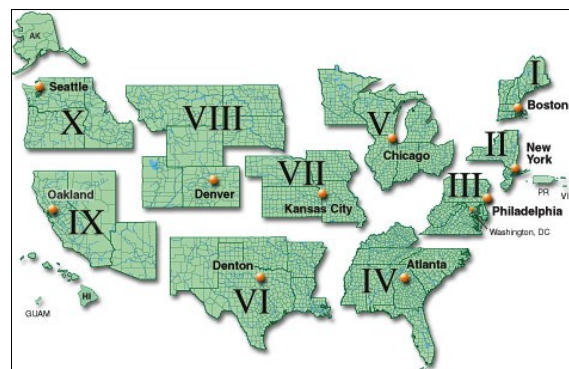 AK
Seattle
X
VIII
V
I
Boston
II
New
York
Chicago
VII
III
PR
VI
Denver
Oakland
Kansas City
Philadelphia
IX
Washington, DC
Denton
Atlanta
VI
IV
HI
GUAM